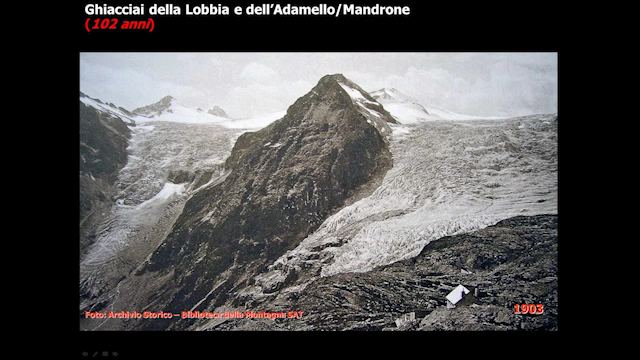 Ghiacciai della Lobbia e dell'Adamello/Mandrone
(102 anni)
Foto: Archivio Storico – Biblioteca della Montagna SAT
1903